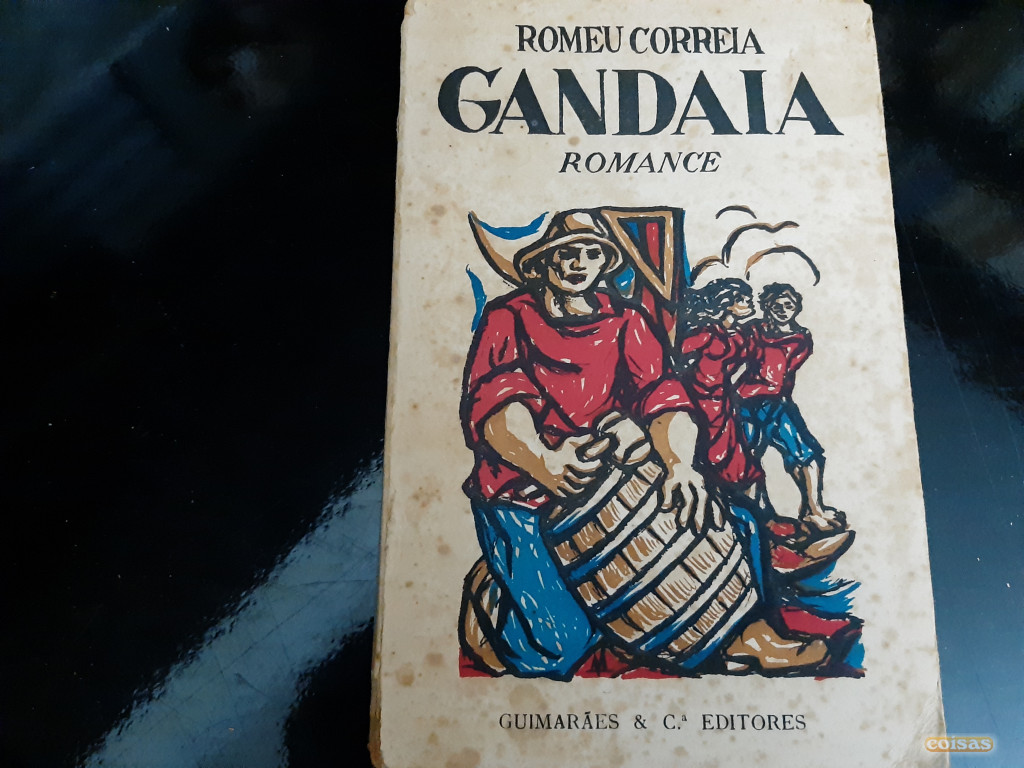 ROMEU CORREIA
GANDAIA
ROMANCE
GUIMARÃES & C.ª EDITORES
coisas